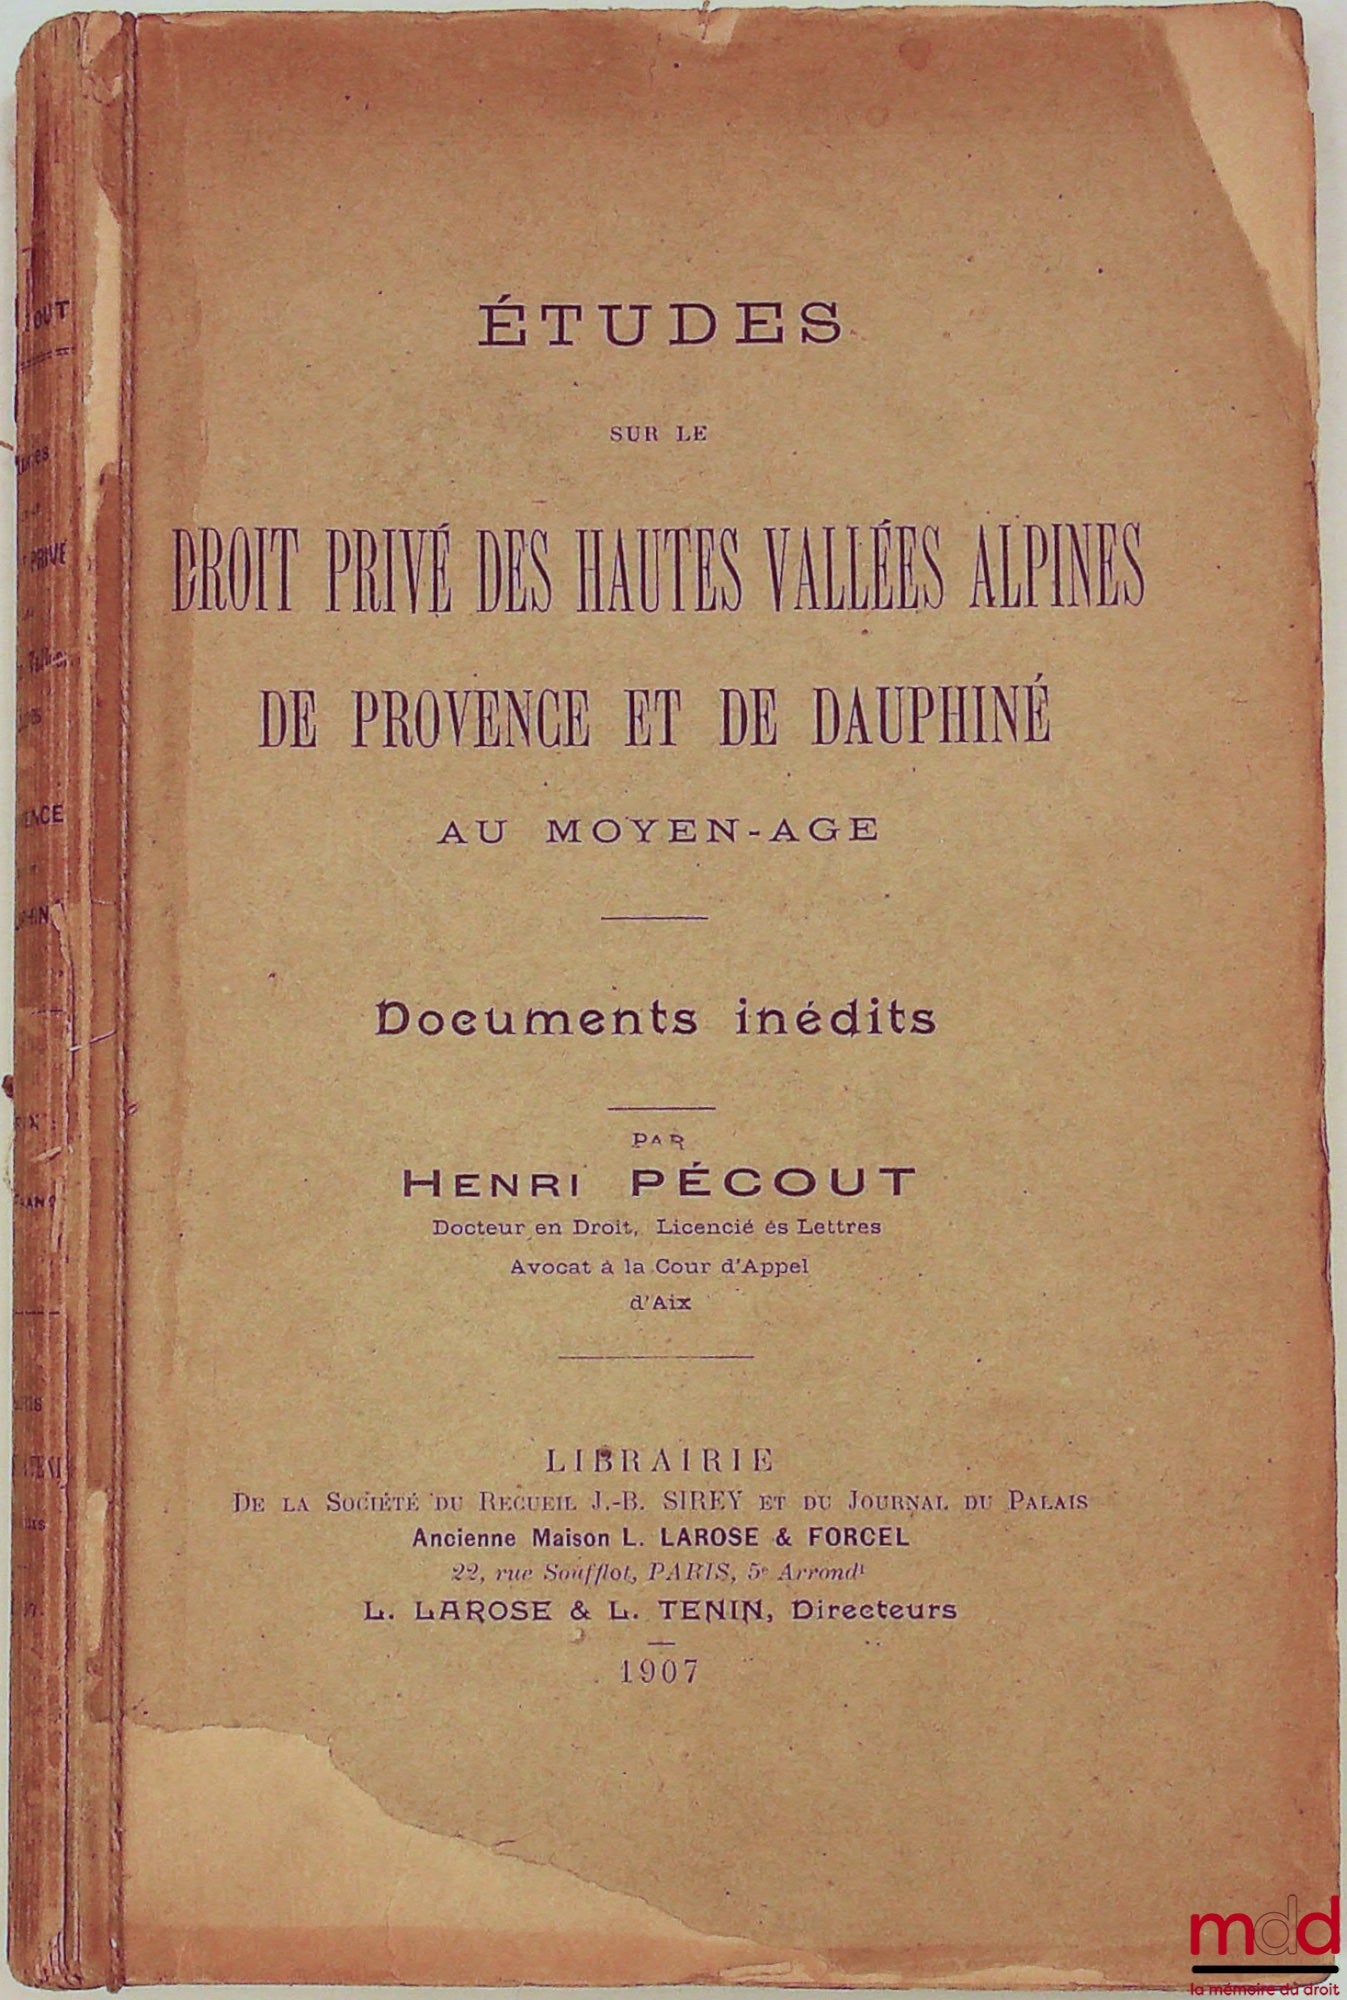 ÉTUDES
SUR LE
DROIT PRIVÉ DES HAUTES VALLÉES ALPINES
DE PROVENCE ET DE DAUPHINÉ
AU MOYEN-AGE
Documents inédits
PAR
HENRI PÉCOUT
Docteur en Droit, Licencié ès Lettres
Avocat à la Cour d'Appel
d'Aix
LIBRAIRIE
DE LA SOCIÉTÉ DU RECUEIL J.-B. SIREY ET DU JOURNAL DU PALAIS
Ancienne Maison L. LAROSE & FORCEL
22, rue Soufflot, PARIS, 5e Arrondt
L. LAROSE & L. TENIN, Directeurs
1907
mdd
la mémoire du droit